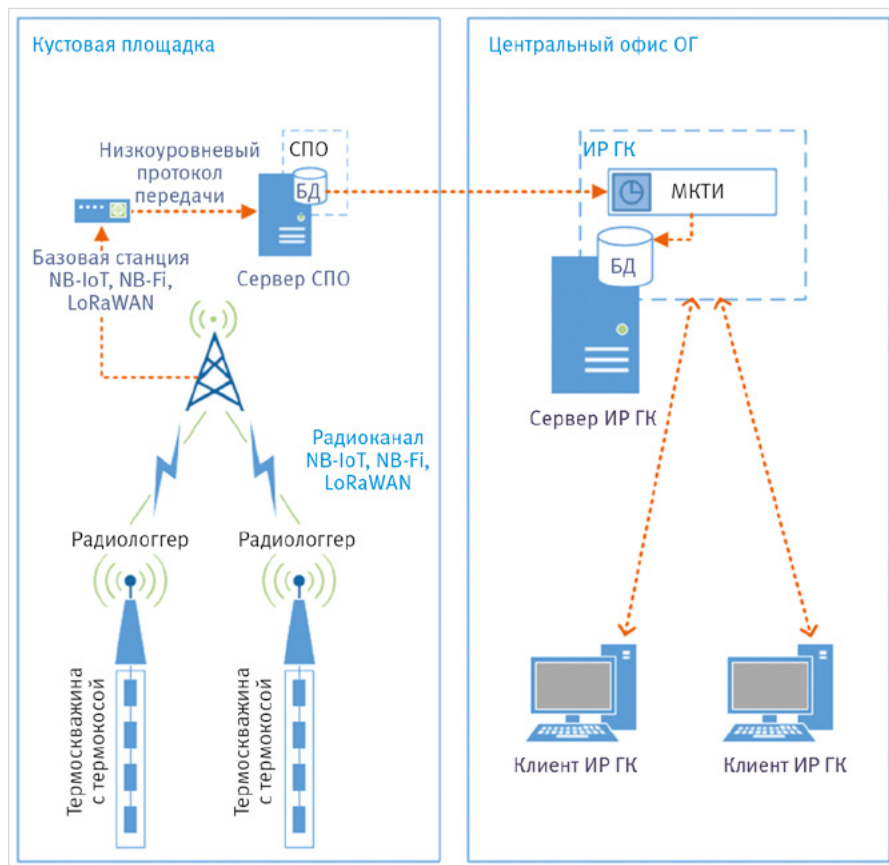 Кустовая площадка
Центральный офис ОГ
Низкоуровневый
протокол
передачи
СПО
БД
Базовая станция
NB-IoT, NB-Fi,
LoRaWAN
Сервер СПО
ИР ГК
МКТИ
БД
Сервер ИР ГК
Радиоканал
NB-IoT, NB-Fi,
LoRaWAN
Радиологгер
Радиологгер
Термоскважина
с термокосой
Термоскважина
с термокосой
Клиент ИР ГК
Клиент ИР ГК